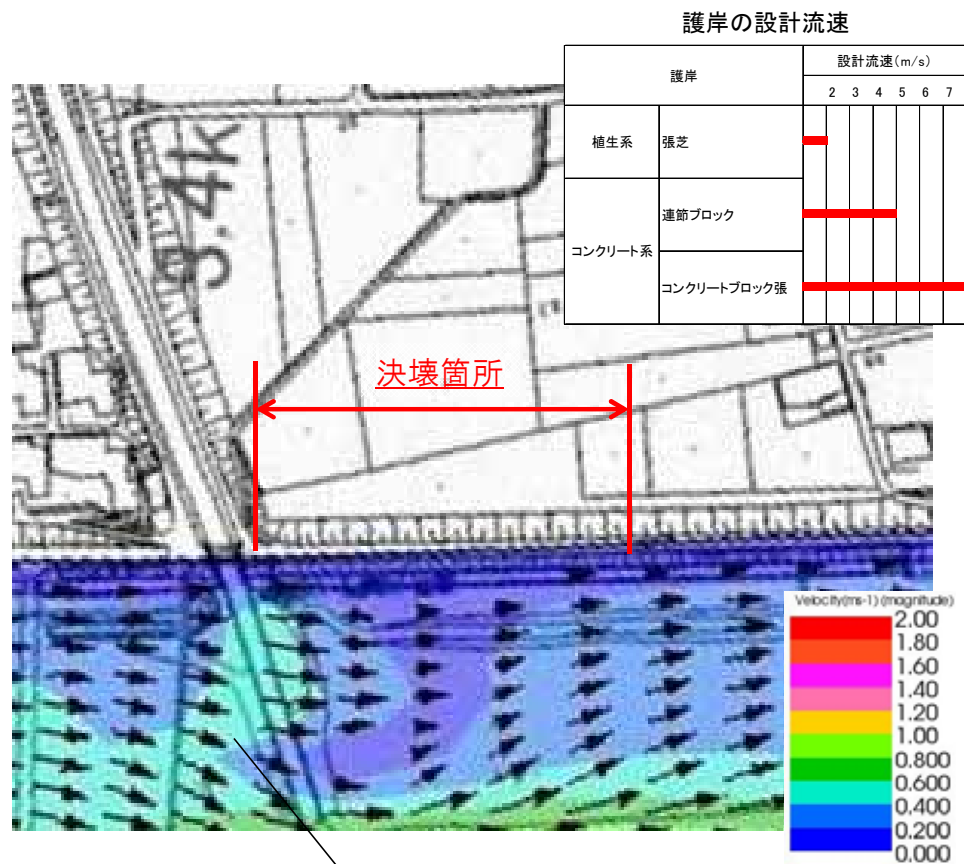 護岸の設計流速
護岸
設計流速(m/s)
2 3 4 5 6 7
植生系
張芝
コンクリート系
連節ブロック
コンクリートブロック張
3.4K
決壊箇所
Velocity(ms-1)(magnitude)
2.00
1.80
1.60
1.40
1.20
1.00
0.800
0.600
0.400
0.200
0.000